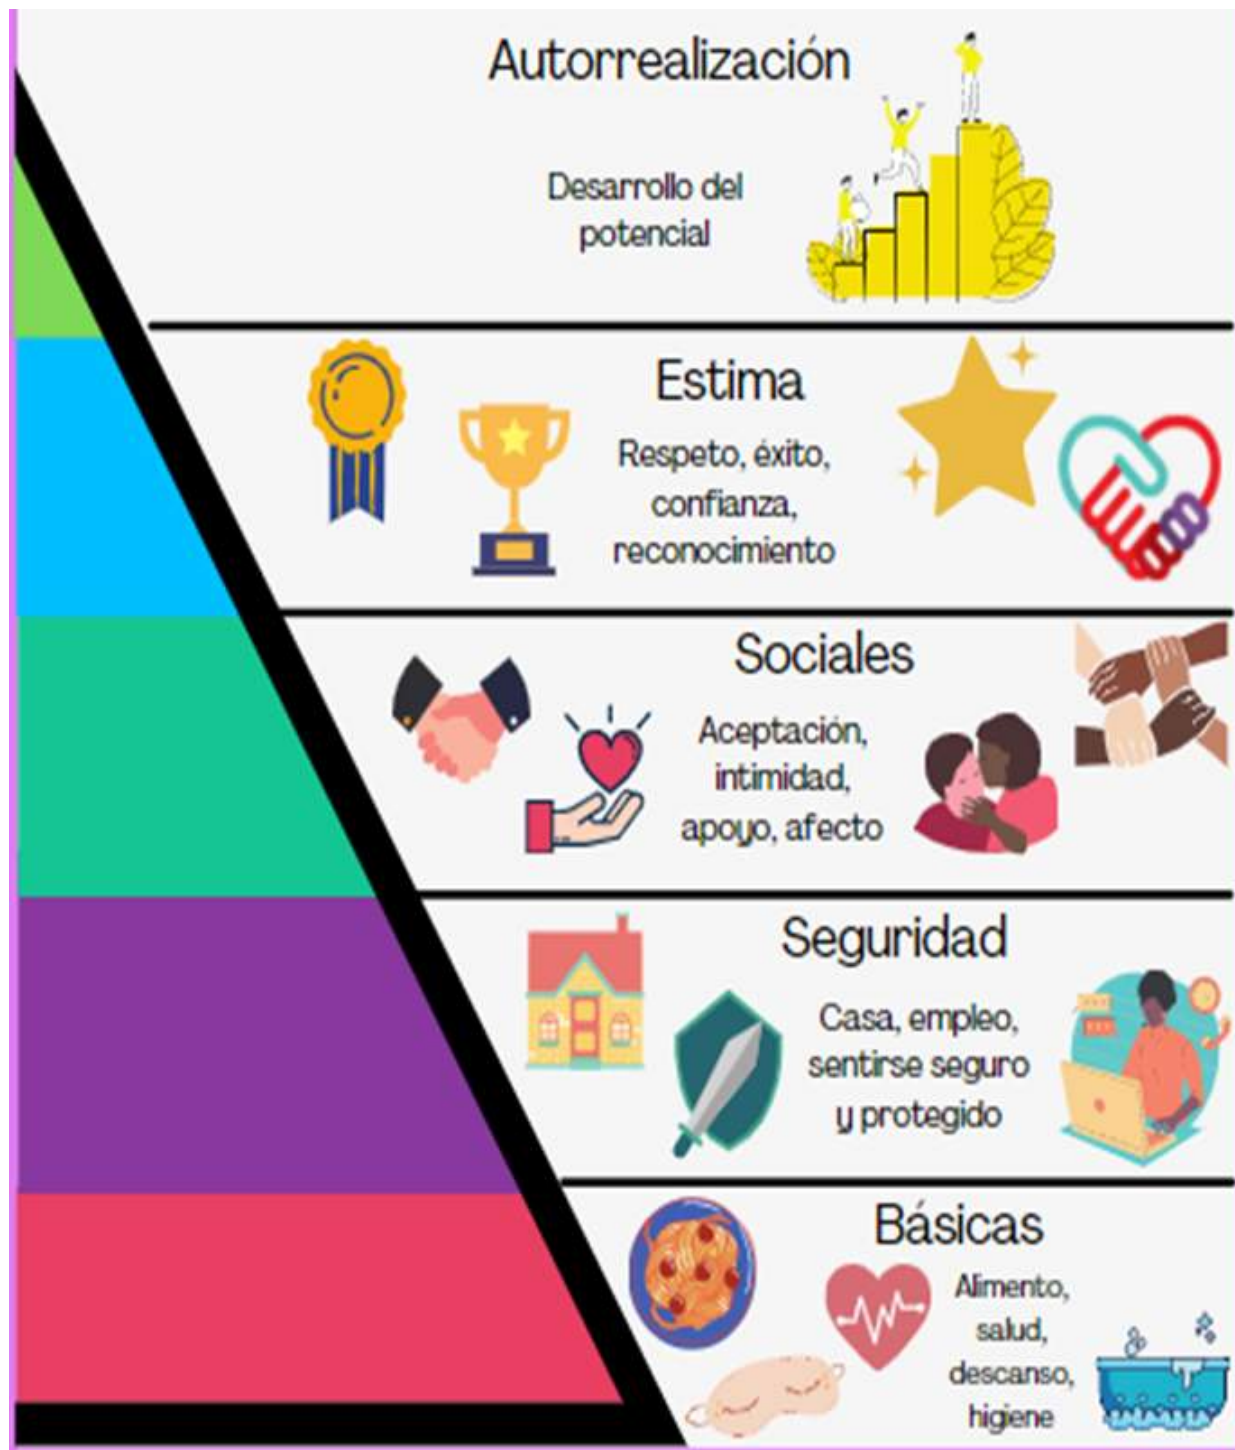 Autorrealización
Desarrollo del
potencial
Estima
Respeto, éxito,
confianza,
reconocimiento
Sociales
Aceptación,
intimidad,
apoyo, afecto
Seguridad
Casa, empleo,
sentirse seguro
y protegido
Básicas
Alimento,
salud,
descanso,
higiene